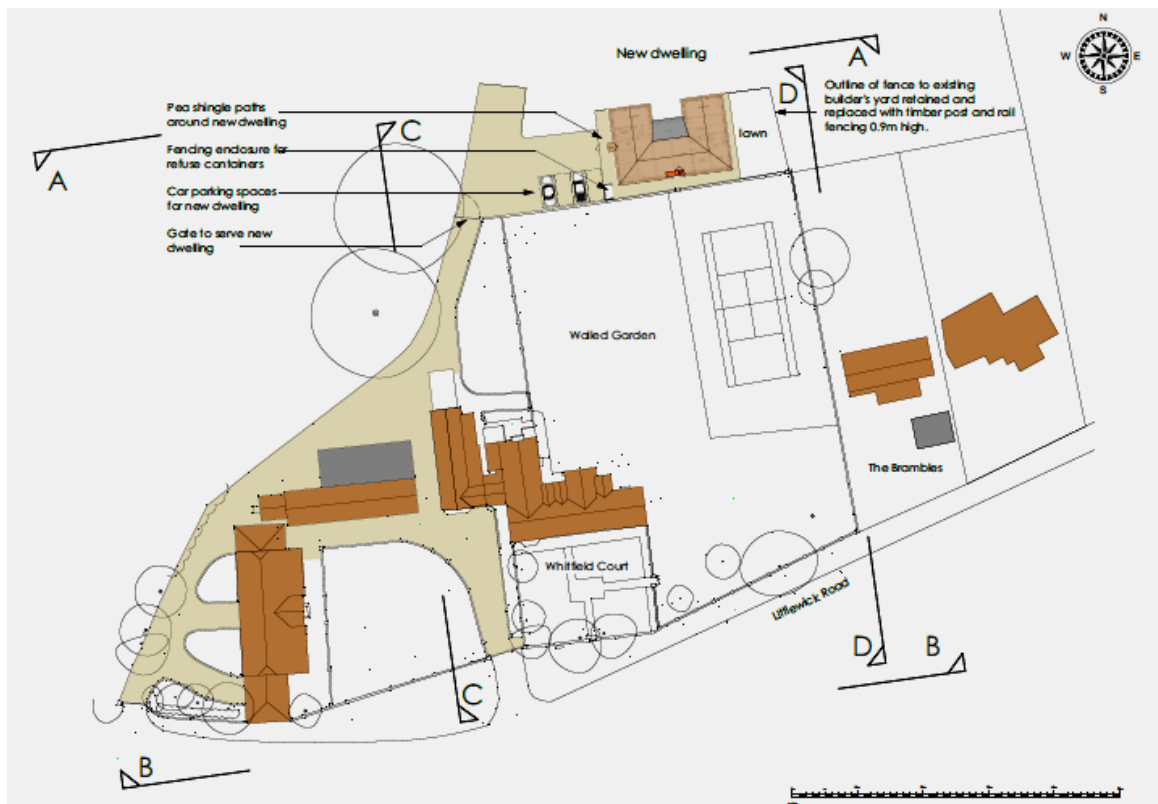 New dwelling
N
W
E
S
A
D
Outline of fence to existing
builder's yard retained and
replaced with timber post and rail
fencing 0.9m high.
Pea shingle paths
around new dwelling
C
lawn
Fencing enclosure for
refuse containers
A
Car parking spaces
for new dwelling
Gate to serve new
dwelling
Walled Garden
The Brambles
Whitfield Court
Littlewick Road
D
B
C
B